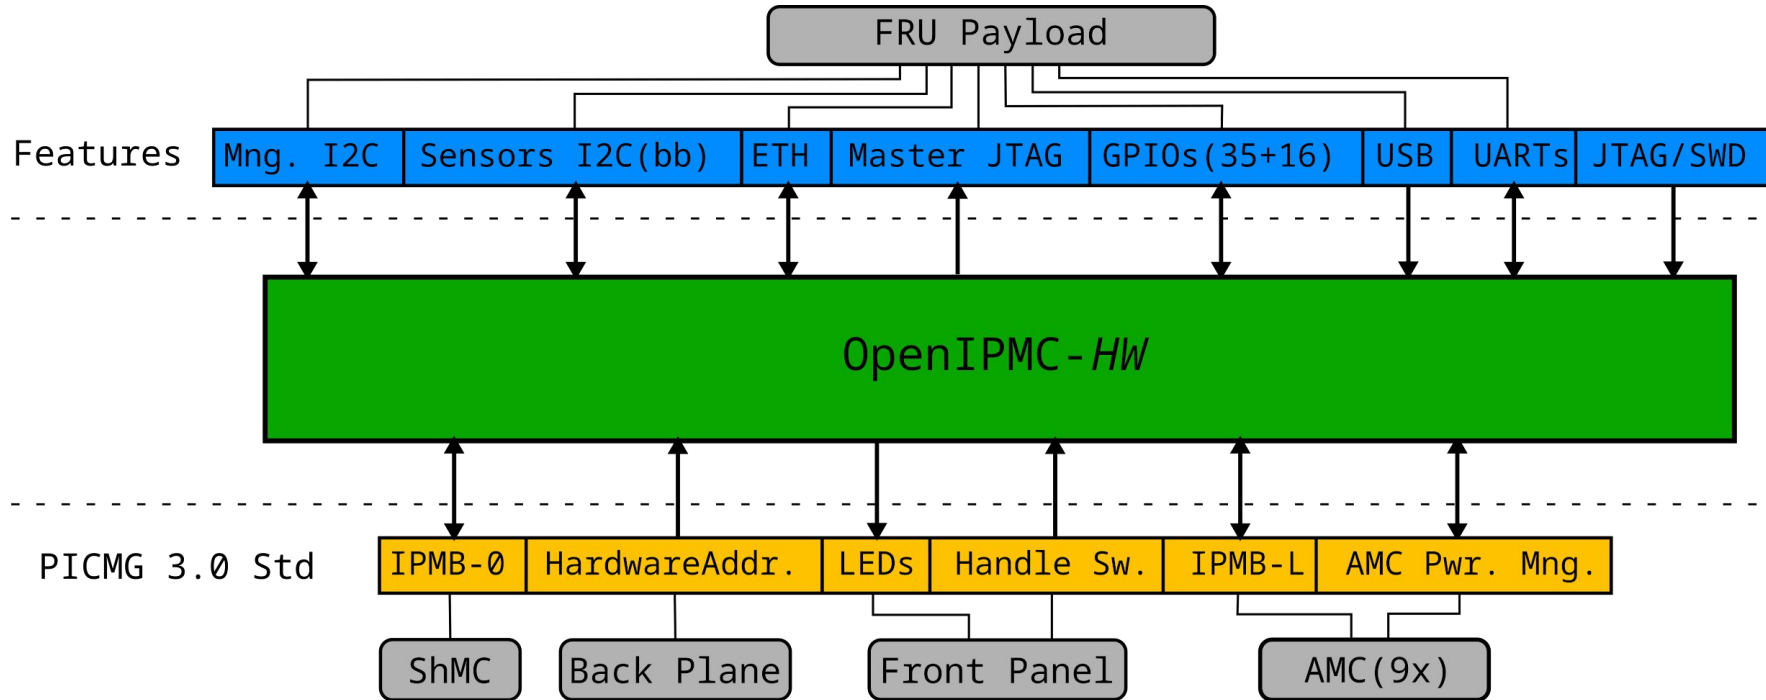 FRU Payload
Features
Mng. I2C
Sensors I2C(bb)
ETH
Master JTAG
GPIOs(35+16)
USB
UARTs
JTAG/SWD
OpenIPMC-HW
PICMG 3.0 Std
IPMB-0
HardwareAddr.
LEDs
Handle Sw.
IPMB-L
AMC Pwr. Mng.
ShMC
Back Plane
Front Panel
AMC(9x)